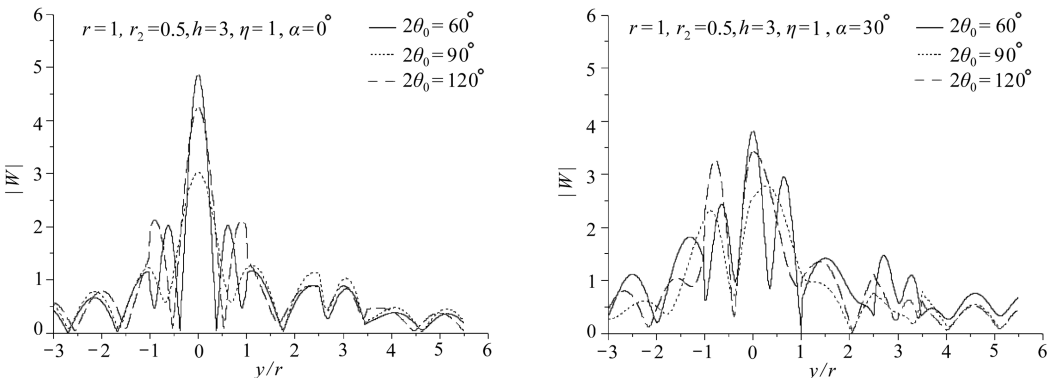 r=1, r₂=0.5, h=3, η=1, α=0°
2θ₀=60°
2θ₀=90°
2θ₀=120°
6
5
4
3
2
1
0
|W|
−3 −2 −1 0 1 2 3 4 5 6
y/r
r=1, r₂=0.5, h=3, η=1, α=30°
2θ₀=60°
2θ₀=90°
2θ₀=120°
6
5
4
3
2
1
0
|W|
−3 −2 −1 0 1 2 3 4 5 6
y/r